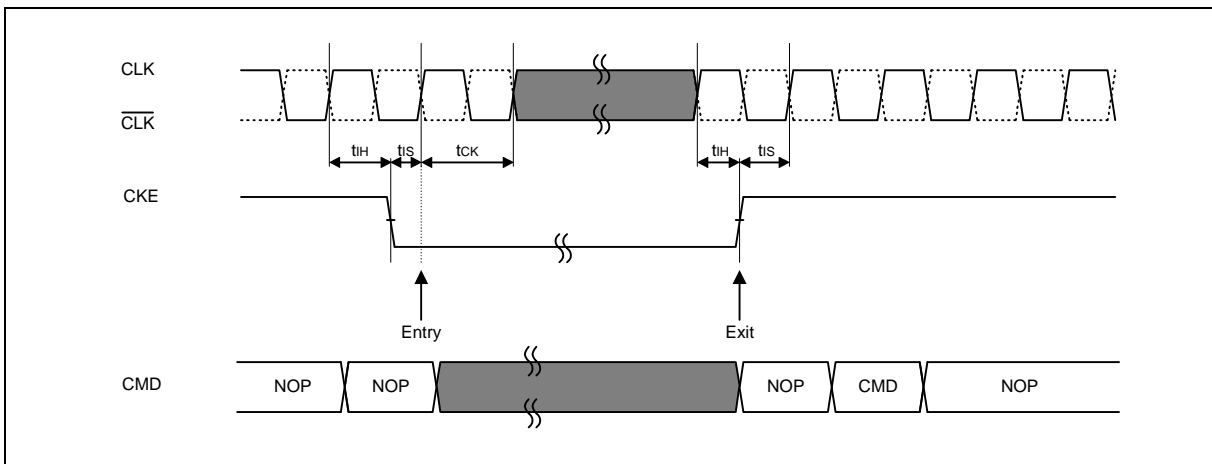 CLK
CLK
tIH tIS tCK tIH tIS
CKE
Entry Exit
CMD NOP NOP NOP CMD NOP